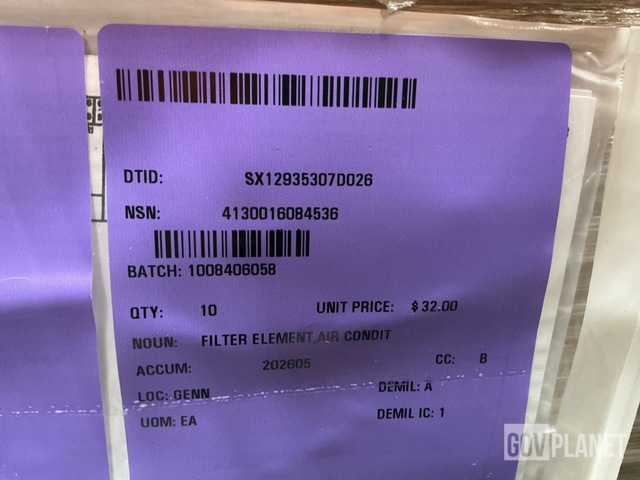 DTID: SX12935307D026
NSN: 4130016084536
BATCH: 1008406058
QTY: 10 UNIT PRICE: $ 32.00
NOUN: FILTER ELEMENT,AIR CONDIT
ACCUM: 202605 CC: B
LOC: GENN DEMIL: A
UOM: EA DEMIL IC: 1
GOVPLANET